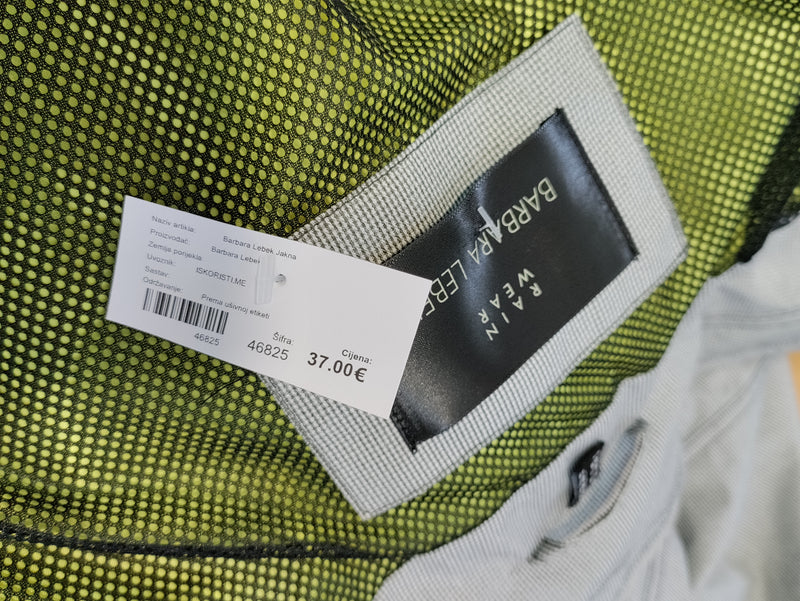 Naziv artikla: Barbara Lebek Jakna
Proizvođač: Barbara Lebek
Zemlja porijekla:
Uvoznik: ISKORISTI.ME
Sastav:
Održavanje: Prema ušivnoj etiketi
46825
Šifra:
46825
Cijena:
37.00€
BARBARA LEBE
RAIN
WEAR